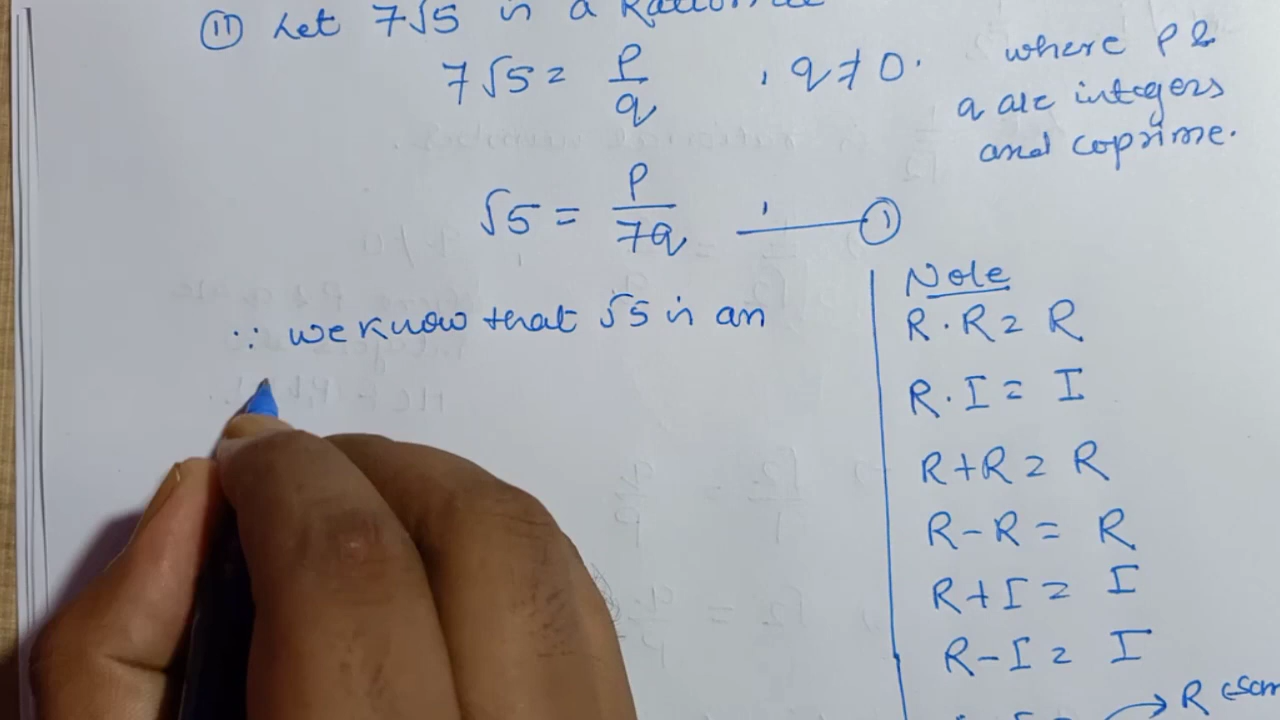 (ii) Let 7√5 is a Rational
7√5 = P/q , q ≠ 0. where P &
q are integers
and coprime.
√5 = P/7q , —— (1)
∵ we know that √5 is an
Note
R·R = R
R·I = I
R+R = R
R-R = R
R+I = I
R-I = I
R